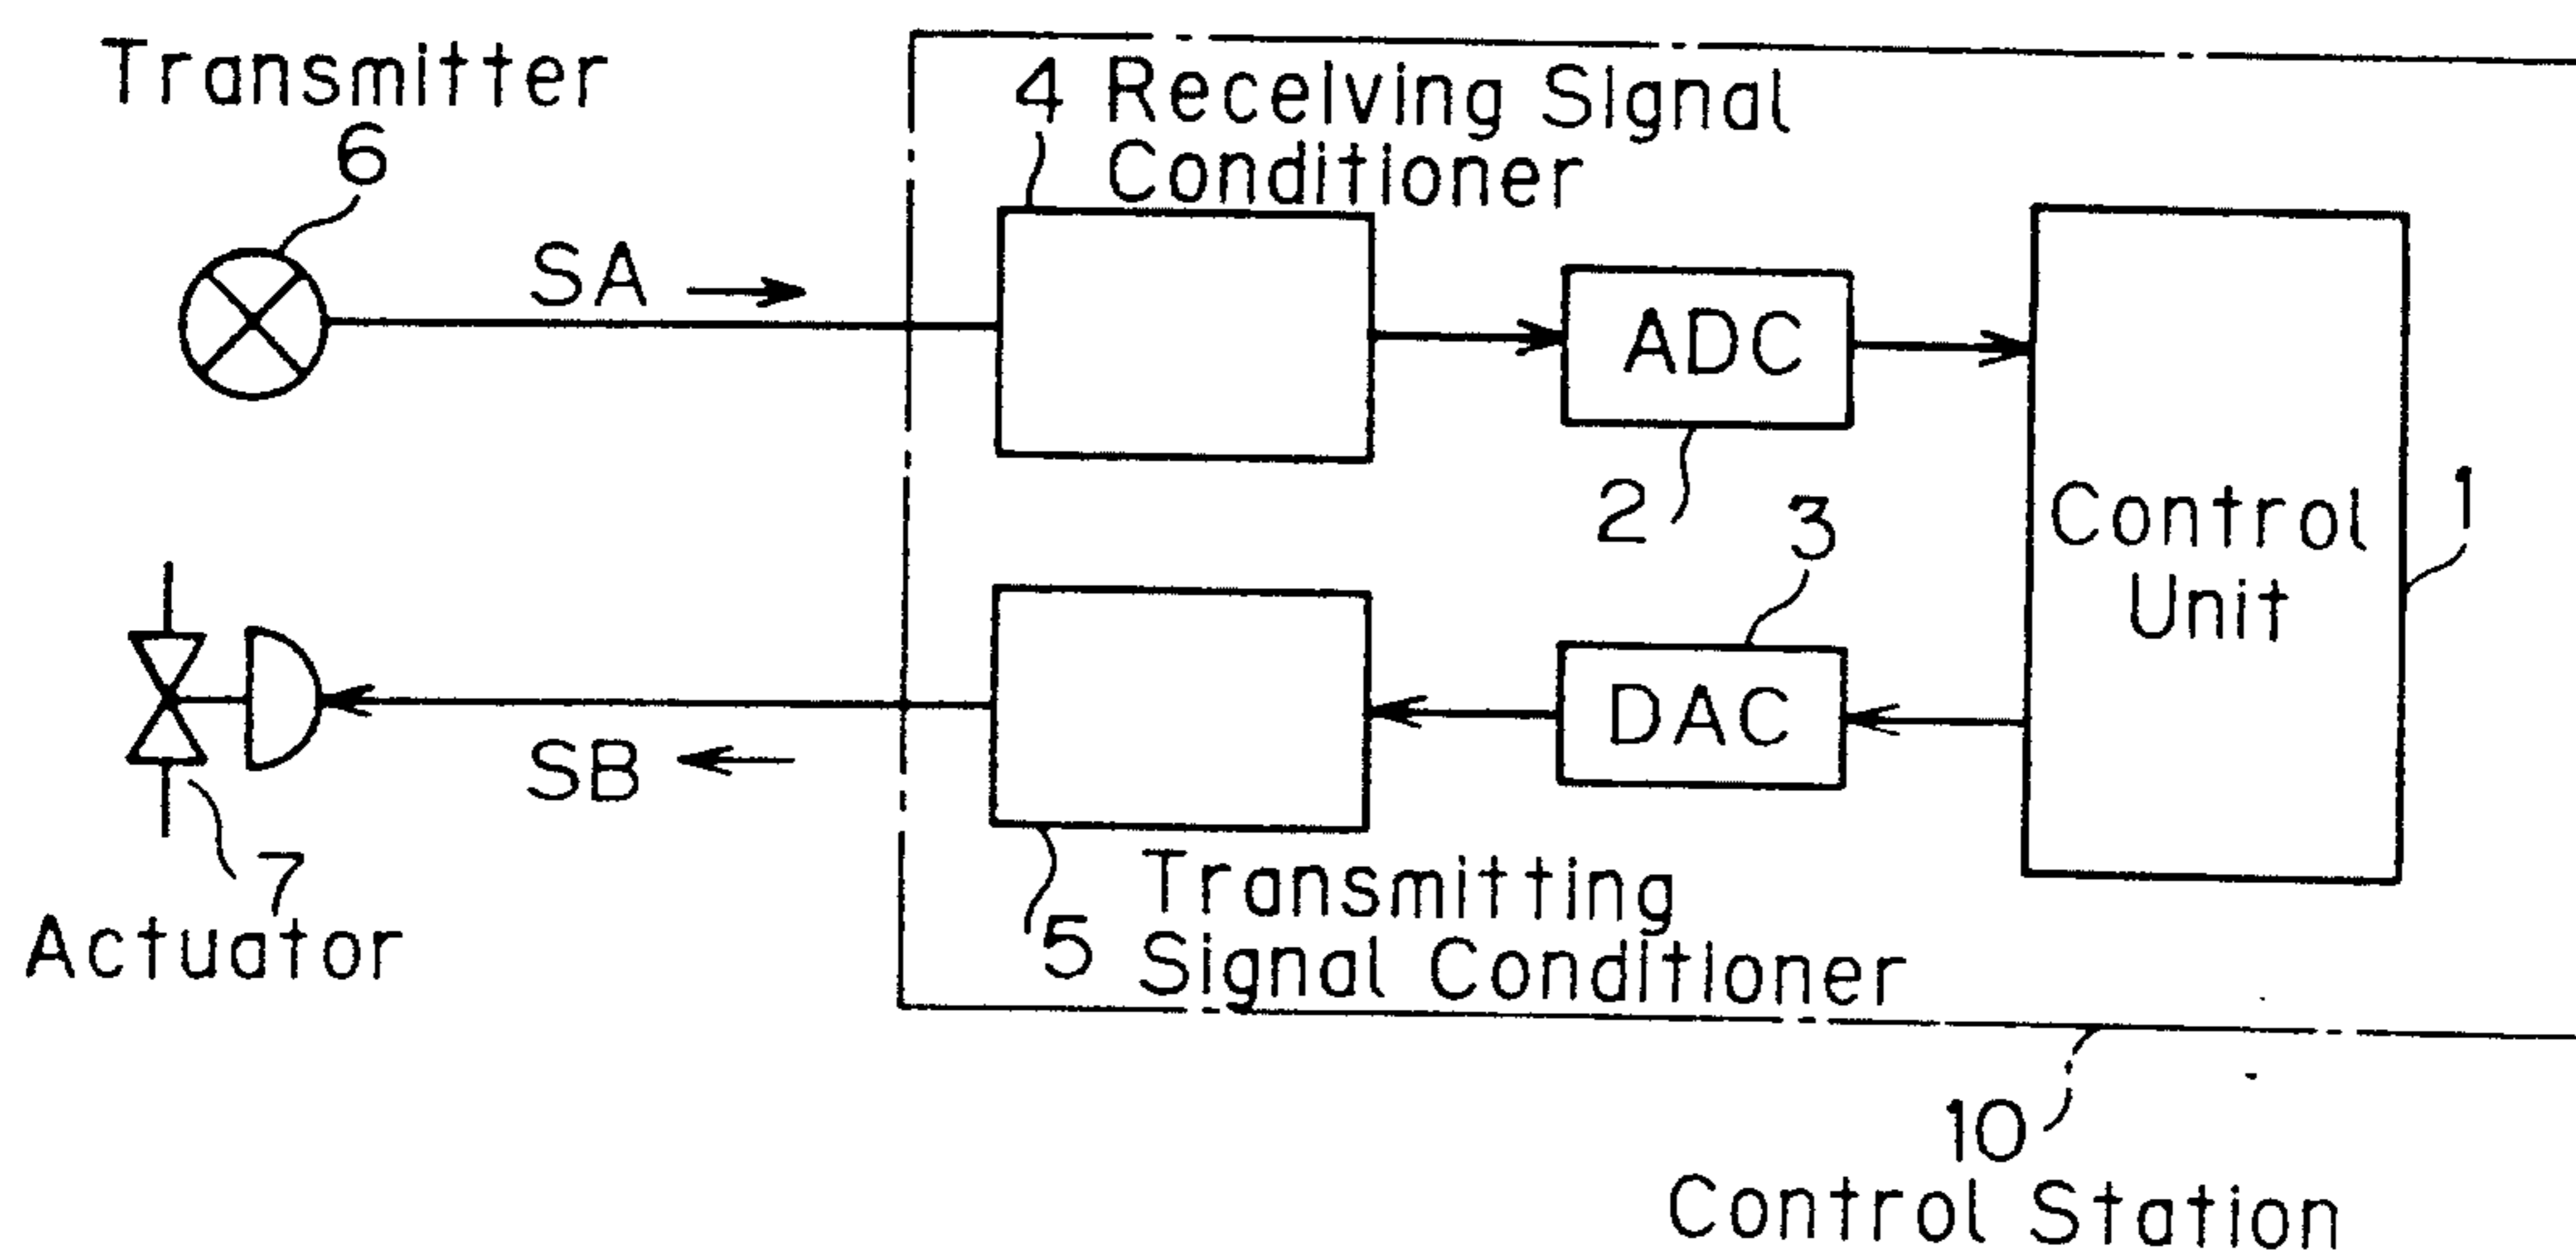 Transmitter
6
SA
4 Receiving Signal
Conditioner
ADC
2
Control
Unit
1
3
DAC
SB
7
Actuator
5 Transmitting
Signal Conditioner
10
Control Station